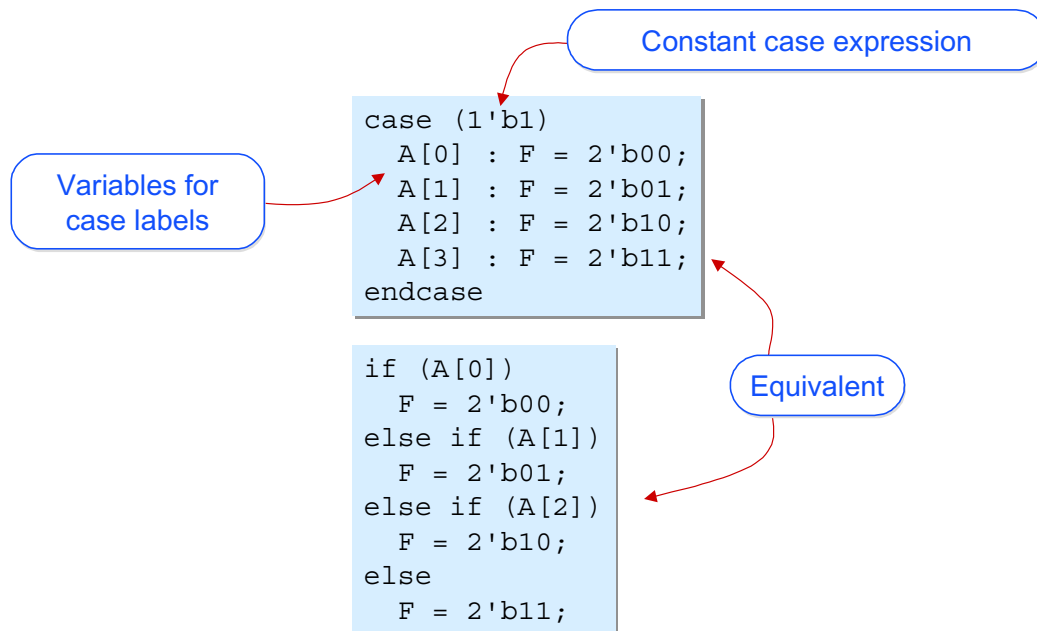 Constant case expression
case (1'b1)
  A[0] : F = 2'b00;
  A[1] : F = 2'b01;
  A[2] : F = 2'b10;
  A[3] : F = 2'b11;
endcase
Variables for
case labels
if (A[0])
  F = 2'b00;
else if (A[1])
  F = 2'b01;
else if (A[2])
  F = 2'b10;
else
  F = 2'b11;
Equivalent